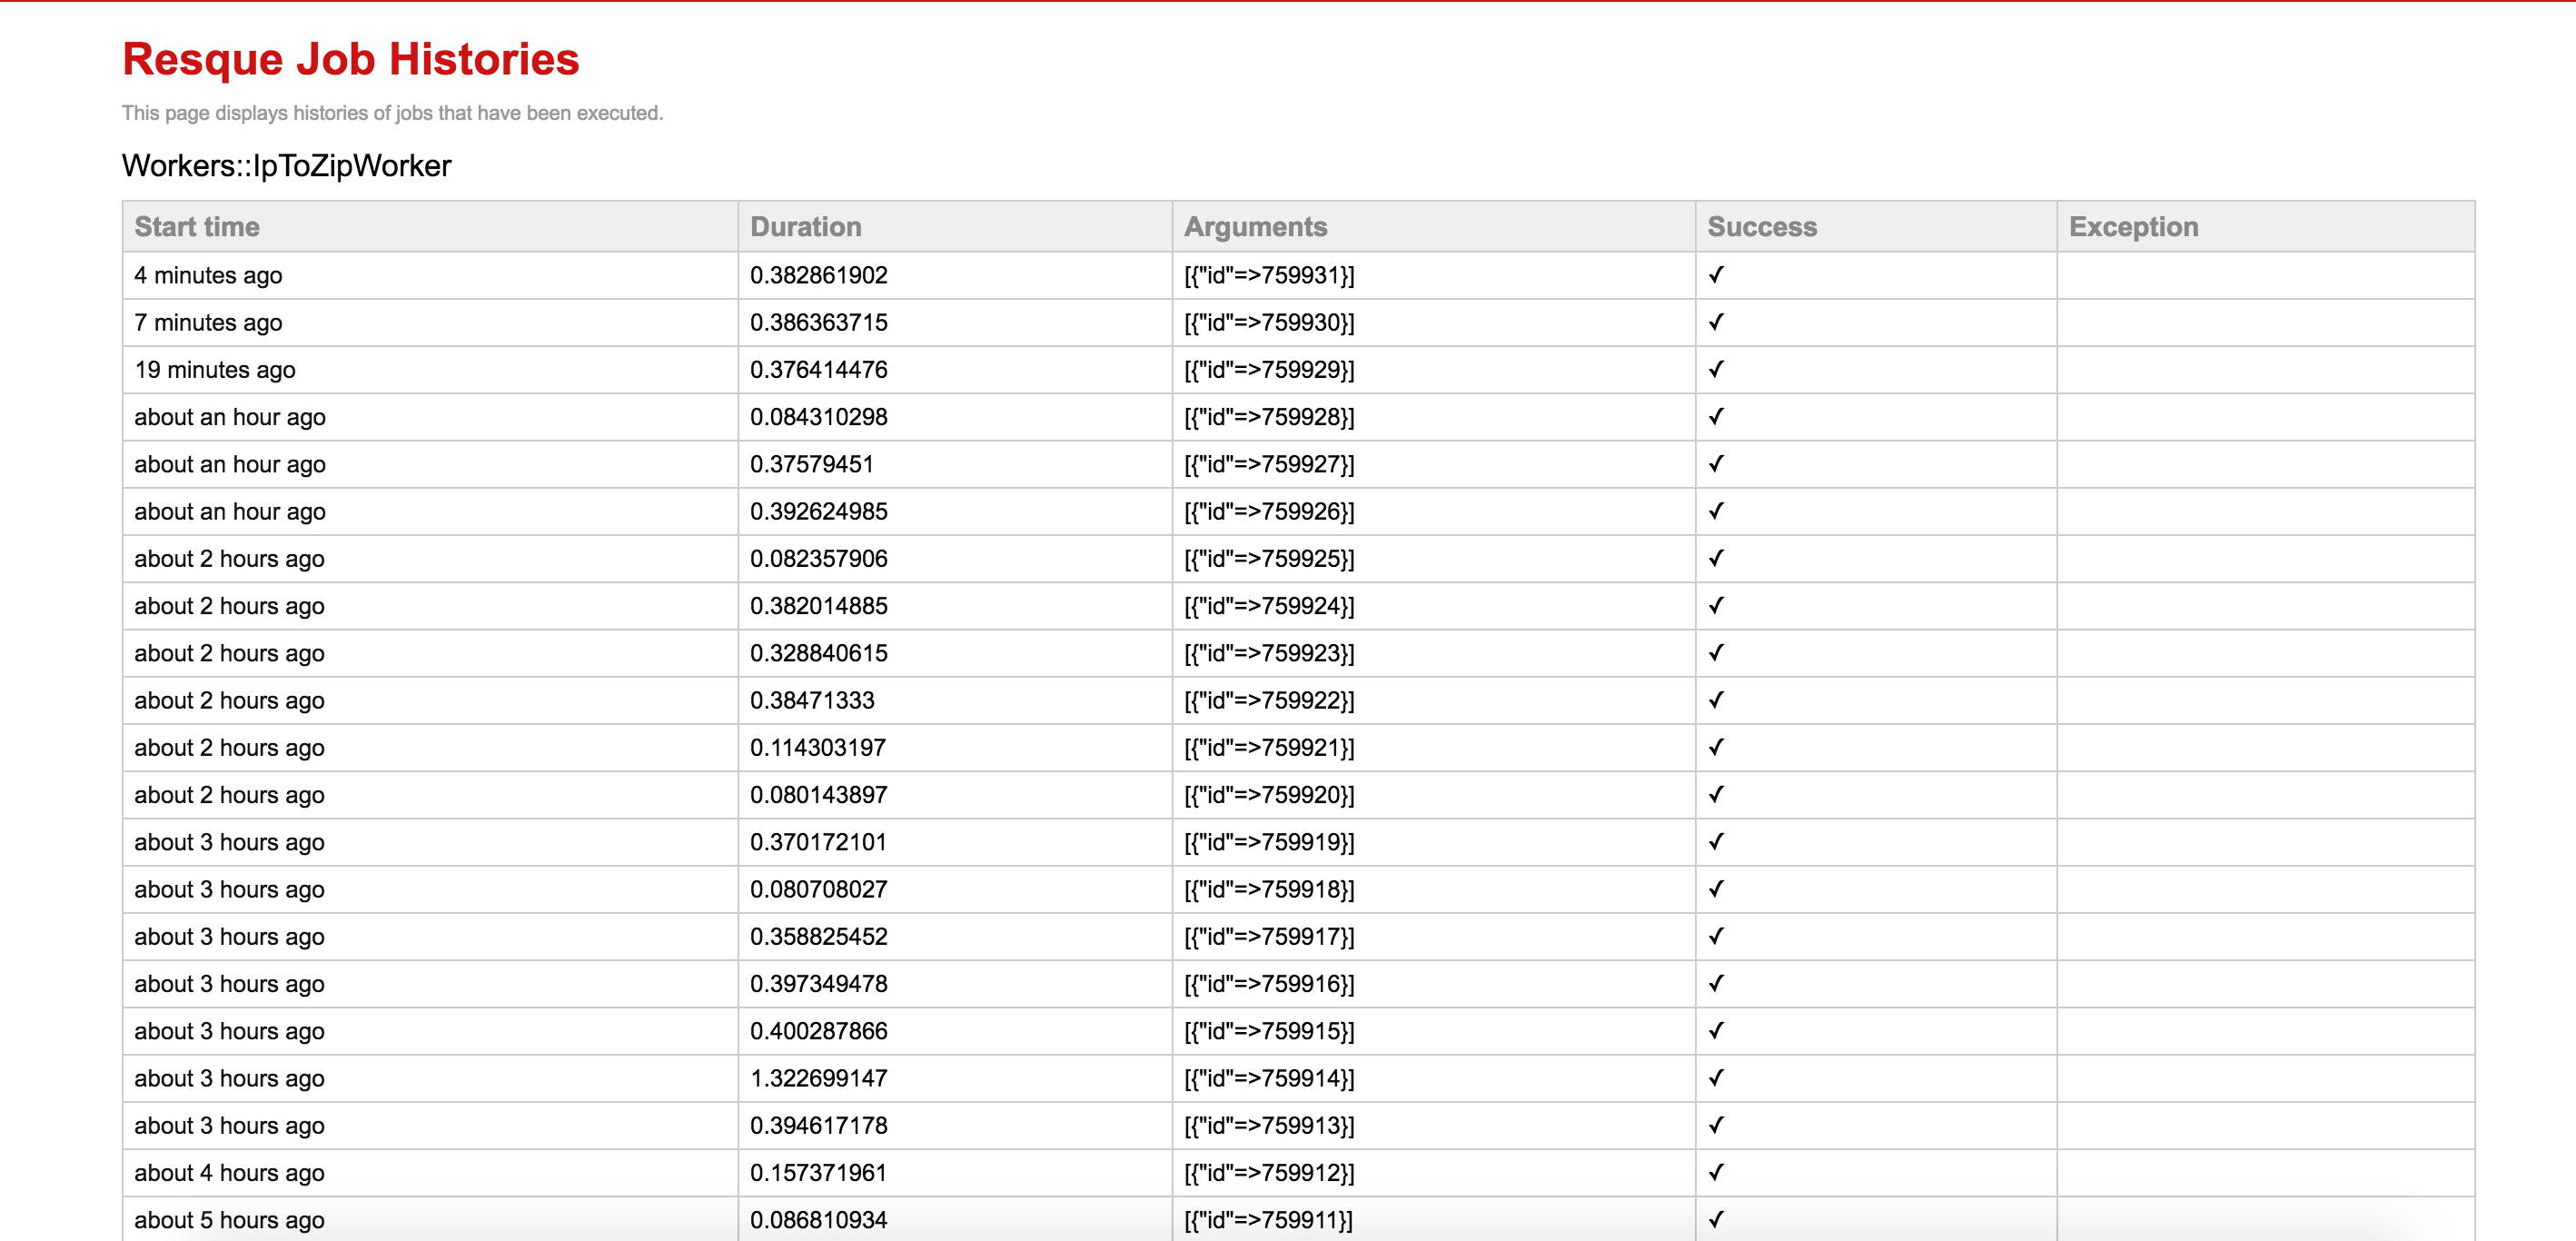 Resque Job Histories
This page displays histories of jobs that have been executed.
Workers::IpToZipWorker
Start time Duration Arguments Success Exception
4 minutes ago 0.382861902 [{"id"=>759931}] ✓
7 minutes ago 0.386363715 [{"id"=>759930}] ✓
19 minutes ago 0.376414476 [{"id"=>759929}] ✓
about an hour ago 0.084310298 [{"id"=>759928}] ✓
about an hour ago 0.37579451 [{"id"=>759927}] ✓
about an hour ago 0.392624985 [{"id"=>759926}] ✓
about 2 hours ago 0.082357906 [{"id"=>759925}] ✓
about 2 hours ago 0.382014885 [{"id"=>759924}] ✓
about 2 hours ago 0.328840615 [{"id"=>759923}] ✓
about 2 hours ago 0.38471333 [{"id"=>759922}] ✓
about 2 hours ago 0.114303197 [{"id"=>759921}] ✓
about 2 hours ago 0.080143897 [{"id"=>759920}] ✓
about 3 hours ago 0.370172101 [{"id"=>759919}] ✓
about 3 hours ago 0.080708027 [{"id"=>759918}] ✓
about 3 hours ago 0.358825452 [{"id"=>759917}] ✓
about 3 hours ago 0.397349478 [{"id"=>759916}] ✓
about 3 hours ago 0.400287866 [{"id"=>759915}] ✓
about 3 hours ago 1.322699147 [{"id"=>759914}] ✓
about 3 hours ago 0.394617178 [{"id"=>759913}] ✓
about 4 hours ago 0.157371961 [{"id"=>759912}] ✓
about 5 hours ago 0.086810934 [{"id"=>759911}] ✓